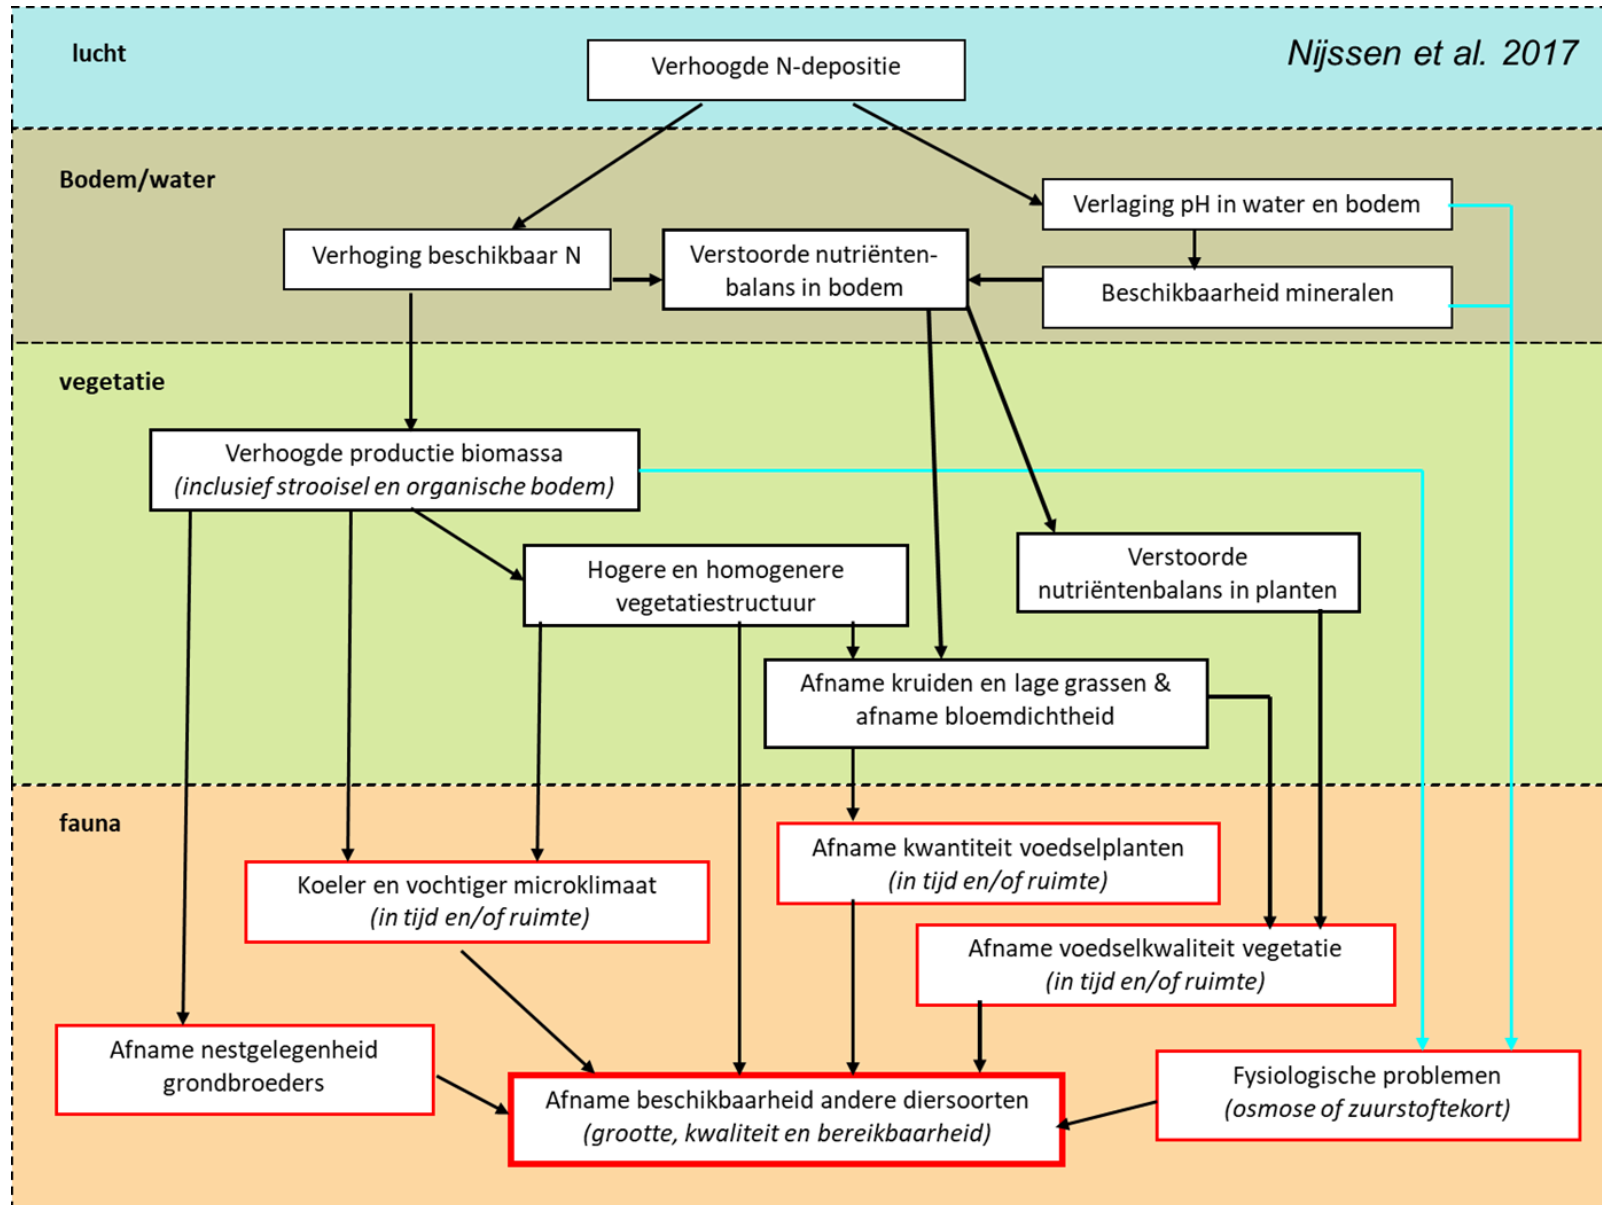 lucht
Nijssen et al. 2017
Verhoogde N-depositie
Bodem/water
Verlaging pH in water en bodem
Verhoging beschikbaar N
Verstoorde nutriënten-
balans in bodem
Beschikbaarheid mineralen
vegetatie
Verhoogde productie biomassa
(inclusief strooisel en organische bodem)
Hogere en homogenere
vegetatiestructuur
Verstoorde
nutriëntenbalans in planten
Afname kruiden en lage grassen &
afname bloemdichtheid
fauna
Afname kwantiteit voedselplanten
(in tijd en/of ruimte)
Koeler en vochtiger microklimaat
(in tijd en/of ruimte)
Afname voedselkwaliteit vegetatie
(in tijd en/of ruimte)
Afname nestgelegenheid
grondbroeders
Afname beschikbaarheid andere diersoorten
(grootte, kwaliteit en bereikbaarheid)
Fysiologische problemen
(osmose of zuurstoftekort)